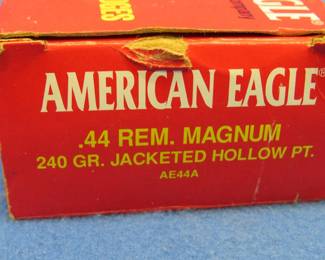 AMERICAN EAGLE®
.44 REM. MAGNUM
240 GR. JACKETED HOLLOW PT.
AE44A